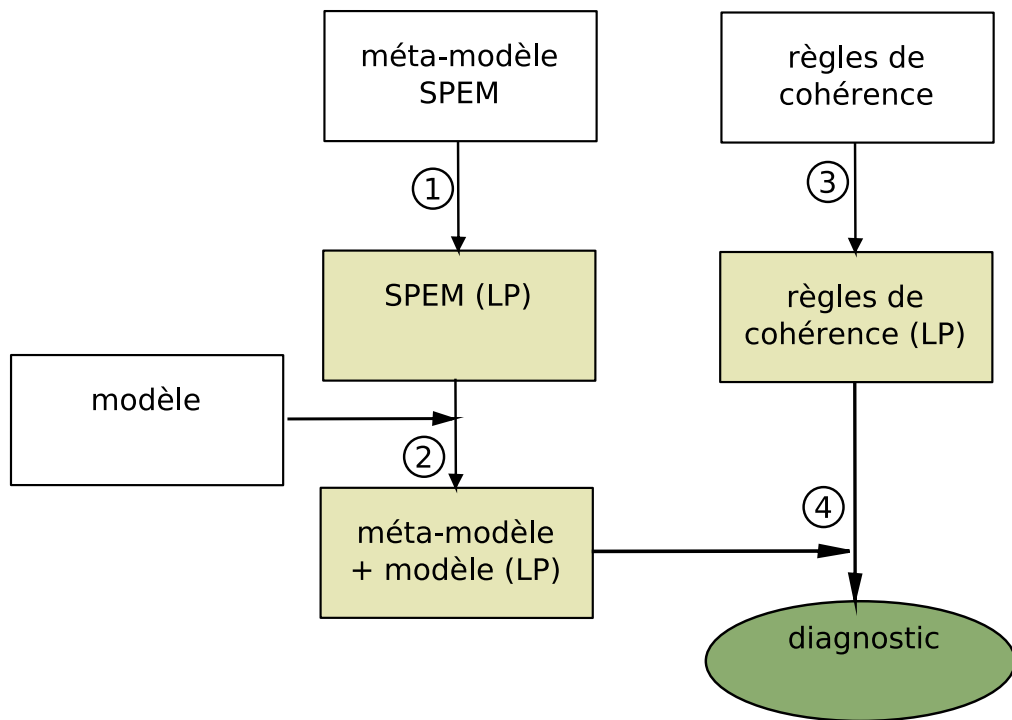 méta-modèle
SPEM
règles de
cohérence
1
3
SPEM (LP)
règles de
cohérence (LP)
modèle
2
méta-modèle
+ modèle (LP)
4
diagnostic